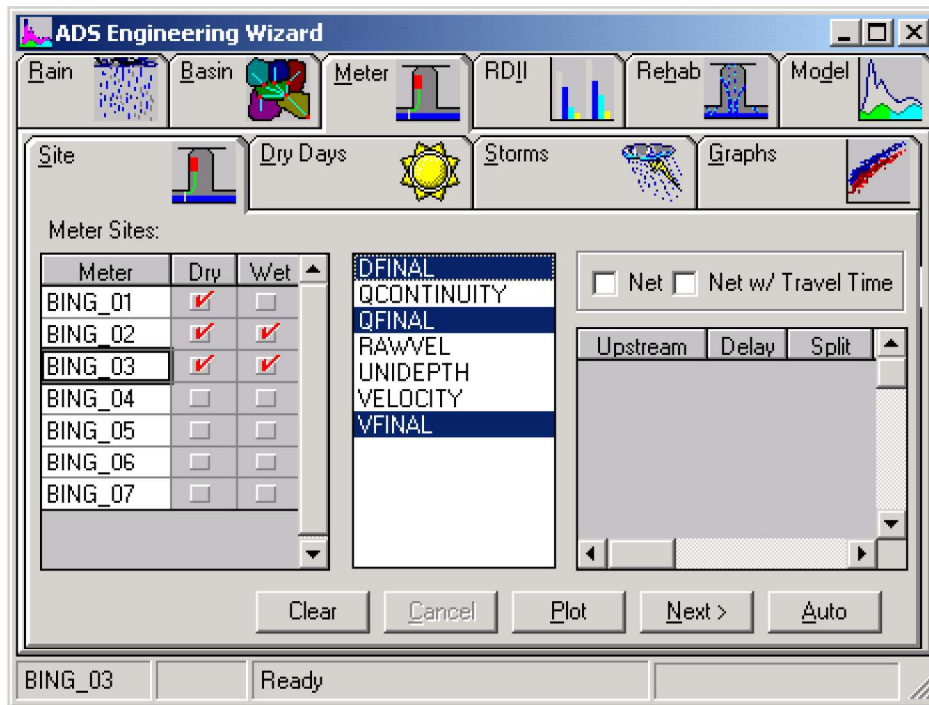 ADS Engineering Wizard
Rain Basin Meter RDII Rehab Model
Site Dry Days Storms Graphs
Meter Sites:
Meter Dry Wet
BING_01
BING_02
BING_03
BING_04
BING_05
BING_06
BING_07
DFINAL
QCONTINUITY
QFINAL
RAWVEL
UNIDEPTH
VELOCITY
VFINAL
Net Net w/ Travel Time
Upstream Delay Split
Clear Cancel Plot Next > Auto
BING_03 Ready